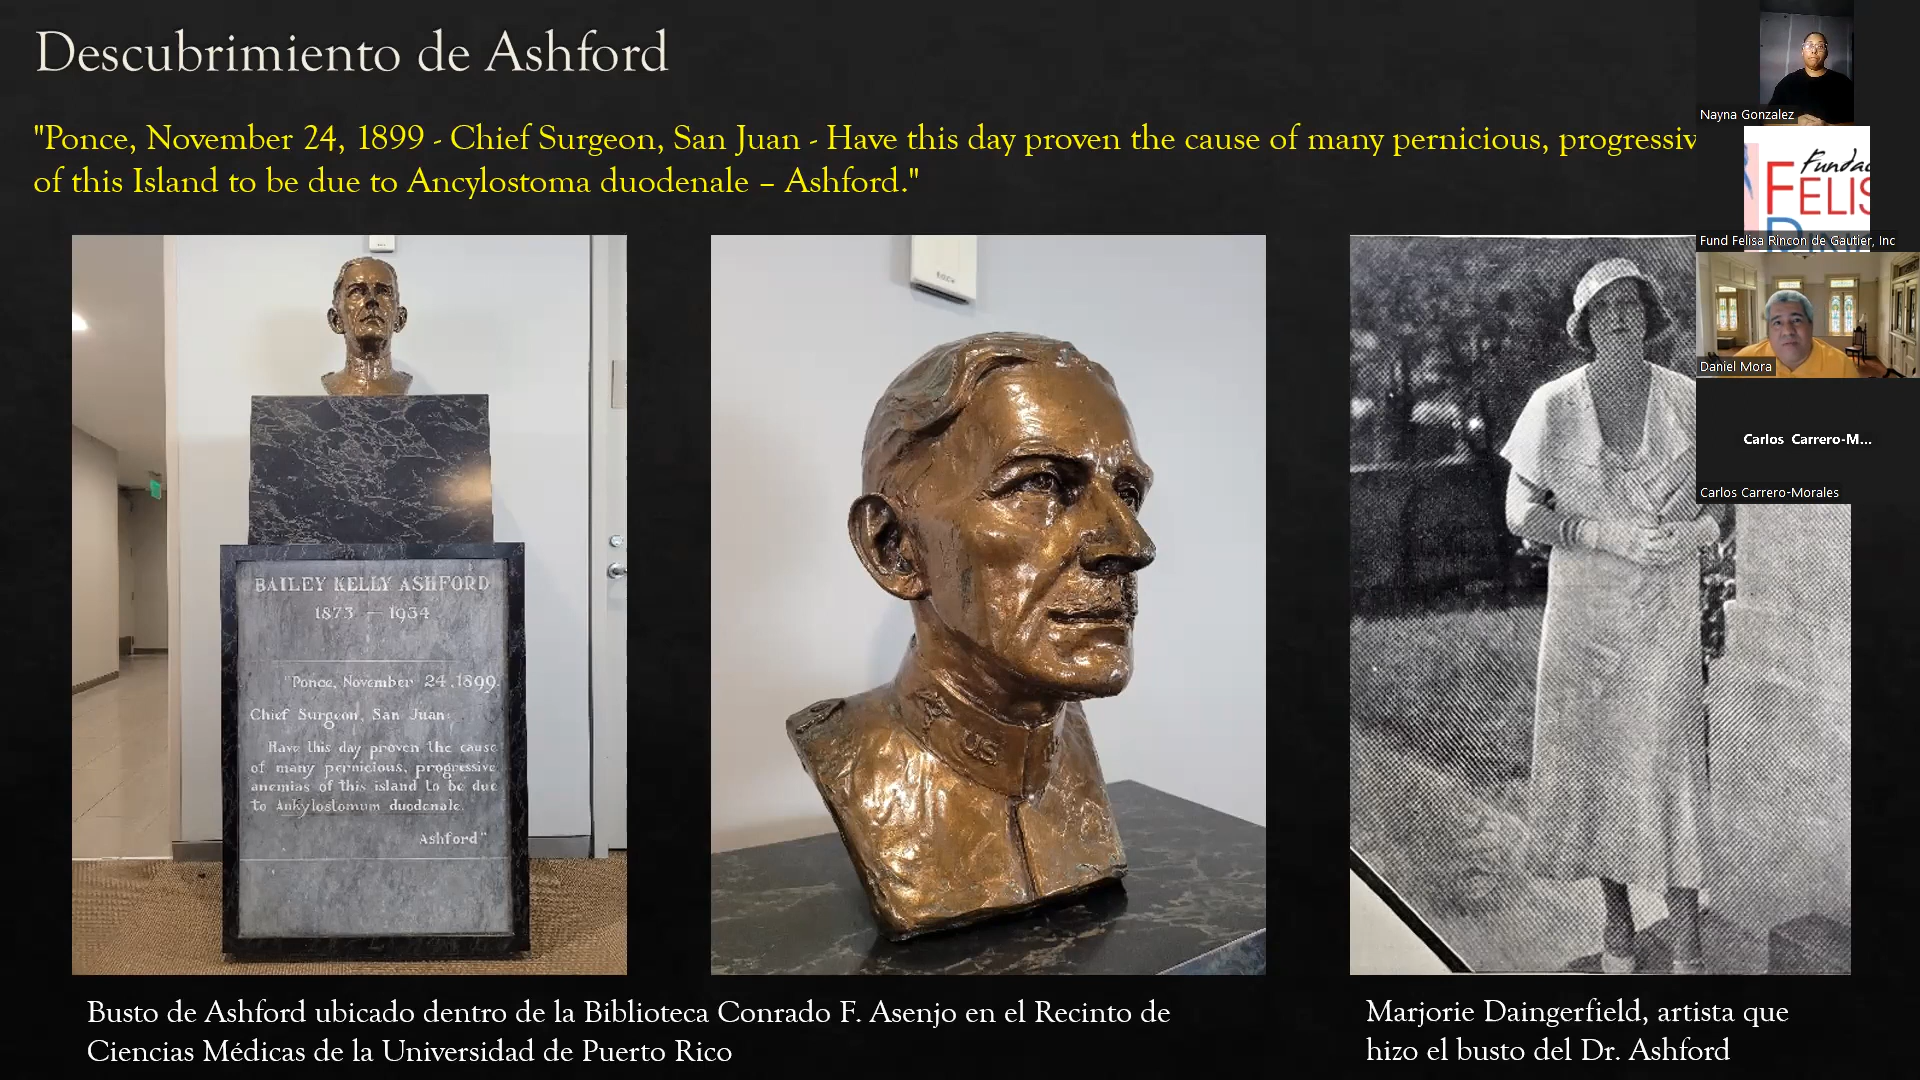 Descubrimiento de Ashford
"Ponce, November 24, 1899 - Chief Surgeon, San Juan - Have this day proven the cause of many pernicious, progressiv
of this Island to be due to Ancylostoma duodenale – Ashford."
BAILEY KELLY ASHFORD
1873 — 1934
"Ponce, November 24, 1899.
Chief Surgeon, San Juan:
Have this day proven the cause
of many pernicious, progressive
anemias of this island to be due
to Ankylostomum duodenale.
Ashford"
US
Busto de Ashford ubicado dentro de la Biblioteca Conrado F. Asenjo en el Recinto de
Ciencias Médicas de la Universidad de Puerto Rico
Marjorie Daingerfield, artista que
hizo el busto del Dr. Ashford
Nayna Gonzalez
Fundac
FELIS
Fund Felisa Rincon de Gautier, Inc
Daniel Mora
Carlos Carrero-M...
Carlos Carrero-Morales